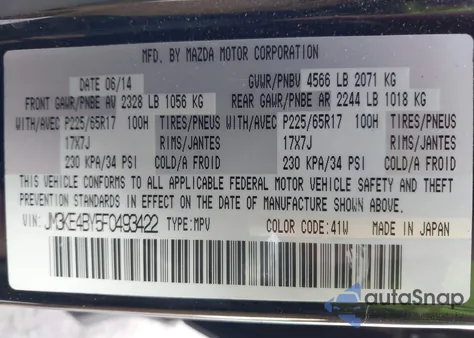 MFD. BY MAZDA MOTOR CORPORATION
DATE 06/14 GVWR/PNBV 4566 LB 2071 KG
FRONT GAWR/PNBE AV 2328 LB 1056 KG REAR GAWR/PNBE AR 2244 LB 1018 KG
WITH/AVEC P225/65R17 100H TIRES/PNEUS WITH/AVEC P225/65R17 100H TIRES/PNEUS
17X7J RIMS/JANTES 17X7J RIMS/JANTES
230 KPA/34 PSI COLD/A FROID 230 KPA/34 PSI COLD/A FROID
THIS VEHICLE CONFORMS TO ALL APPLICABLE FEDERAL MOTOR VEHICLE SAFETY AND THEFT
PREVENTION STANDARDS IN EFFECT ON THE DATE OF MANUFACTURE SHOWN ABOVE.
VIN: JM3KE4BY5F0493422 TYPE:MPV COLOR CODE:41W MADE IN JAPAN
autoSnap